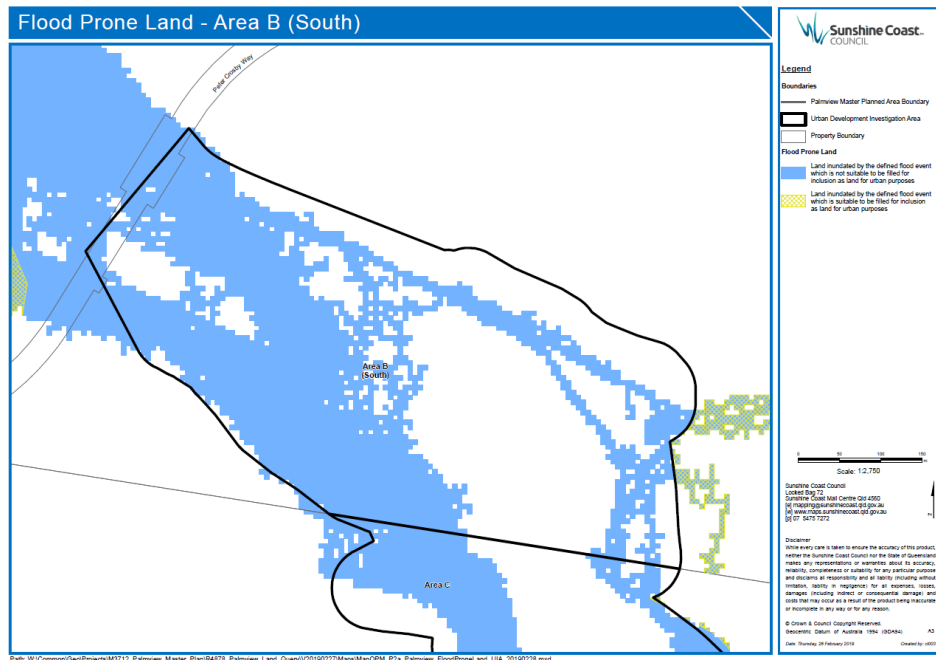 Flood Prone Land - Area B (South)
Peter Crosby Way
Area B
(South)
Area C
Sunshine Coast
COUNCIL
Legend
Boundaries
Palmview Master Planned Area Boundary
Urban Development Investigation Area
Property Boundary
Flood Prone Land
Land inundated by the defined flood event
which is not suitable to be filled for
inclusion as land for urban purposes
Land inundated by the defined flood event
which is suitable to be filled for inclusion
as land for urban purposes
0 50 100 150
m
Scale: 1:2,750
Sunshine Coast Council
Locked Bag 72
Sunshine Coast Mail Centre Qld 4560
[e] mapping@sunshinecoast.qld.gov.au
[w] www.maps.sunshinecoast.qld.gov.au
[p] 07 5475 7272
N
Disclaimer
While every care is taken to ensure the accuracy of this product,
neither the Sunshine Coast Council nor the State of Queensland
makes any representations or warranties about its accuracy,
reliability, completeness or suitability for any particular purpose
and disclaims all responsibility and all liability (including without
limitation, liability in negligence) for all expenses, losses,
damages (including indirect or consequential damage) and
costs that may occur as a result of the product being inaccurate
or incomplete in any way or for any reason.
© Crown & Council Copyright Reserved.
Geocentric Datum of Australia 1994 (GDA94) A3
Date: Thursday, 28 February 2019 Created by: